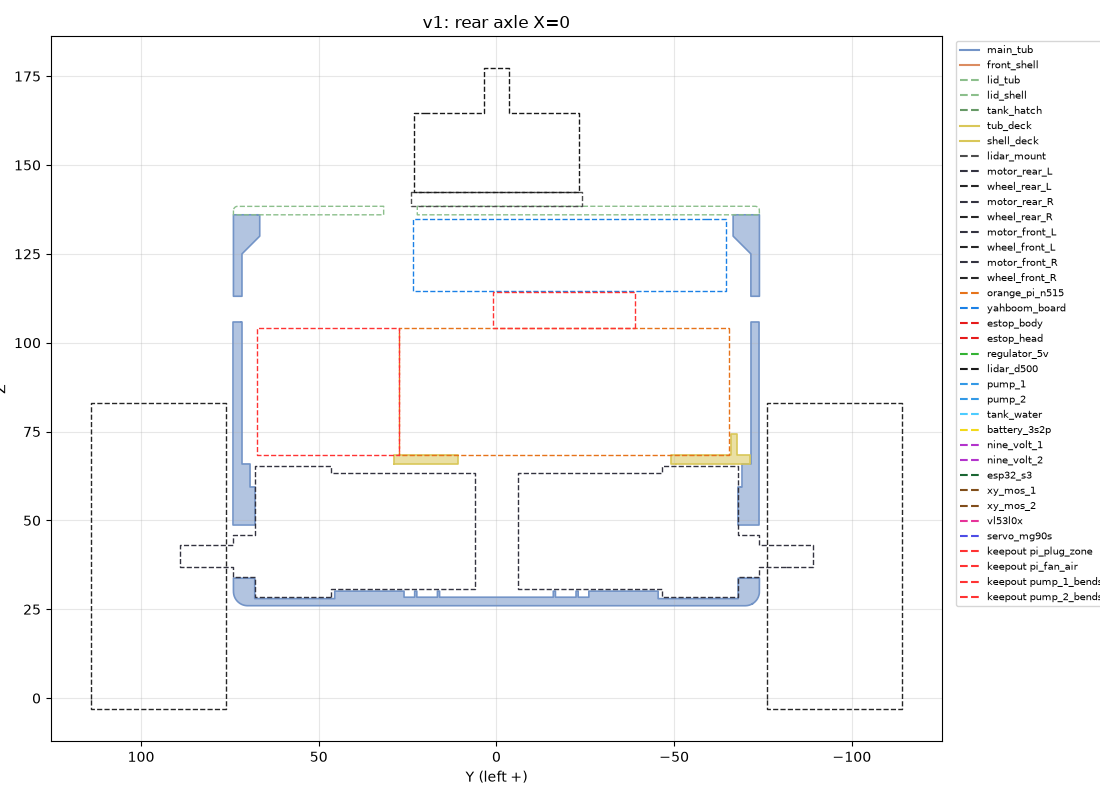 v1: rear axle X=0
175
150
125
100
75
50
25
0
Z
100
50
0
−50
−100
Y (left +)
main_tub
front_shell
lid_tub
lid_shell
tank_hatch
tub_deck
shell_deck
lidar_mount
motor_rear_L
wheel_rear_L
motor_rear_R
wheel_rear_R
motor_front_L
wheel_front_L
motor_front_R
wheel_front_R
orange_pi_n515
yahboom_board
estop_body
estop_head
regulator_5v
lidar_d500
pump_1
pump_2
tank_water
battery_3s2p
nine_volt_1
nine_volt_2
esp32_s3
xy_mos_1
xy_mos_2
vl53l0x
servo_mg90s
keepout pi_plug_zone
keepout pi_fan_air
keepout pump_1_bends
keepout pump_2_bends